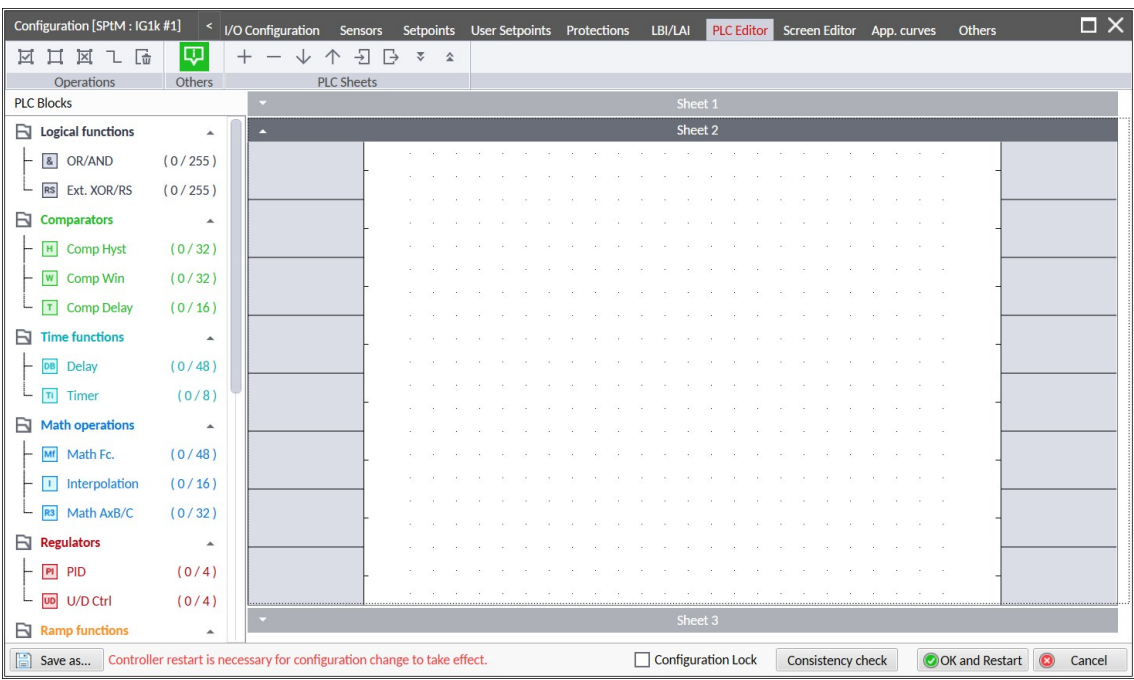 Configuration [SPtM : IG1k #1] < I/O Configuration Sensors Setpoints User Setpoints Protections LBI/LAI PLC Editor Screen Editor App. curves Others
Operations Others PLC Sheets
PLC Blocks
Sheet 1
Logical functions
Sheet 2
& OR/AND ( 0 / 255 )
RS Ext. XOR/RS ( 0 / 255 )
Comparators
H Comp Hyst ( 0 / 32 )
W Comp Win ( 0 / 32 )
T Comp Delay ( 0 / 16 )
Time functions
DB Delay ( 0 / 48 )
TI Timer ( 0 / 8 )
Math operations
Mf Math Fc. ( 0 / 48 )
I Interpolation ( 0 / 16 )
R3 Math AxB/C ( 0 / 32 )
Regulators
PI PID ( 0 / 4 )
UD U/D Ctrl ( 0 / 4 )
Sheet 3
Ramp functions
Save as... Controller restart is necessary for configuration change to take effect. Configuration Lock Consistency check OK and Restart Cancel